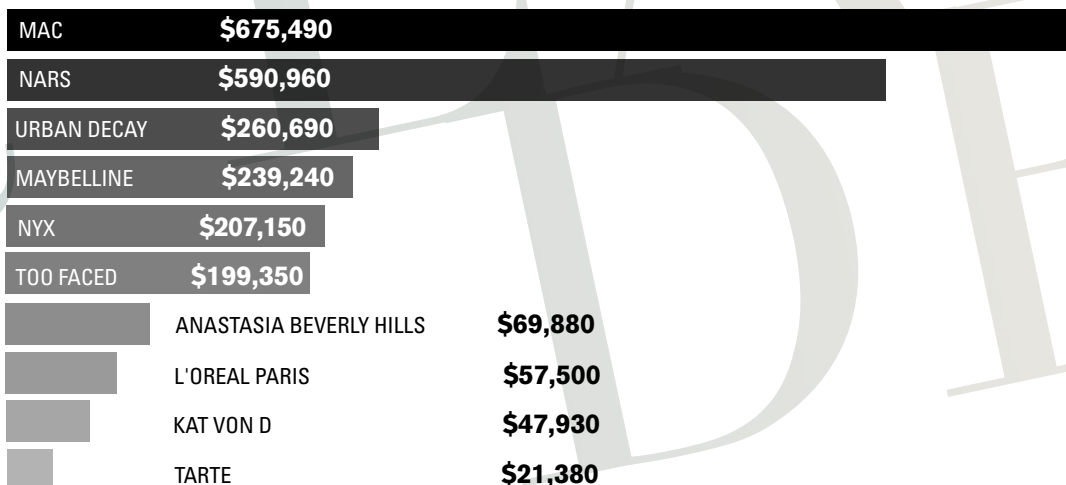 MAC $675,490
NARS $590,960
URBAN DECAY $260,690
MAYBELLINE $239,240
NYX $207,150
TOO FACED $199,350
ANASTASIA BEVERLY HILLS $69,880
L'OREAL PARIS $57,500
KAT VON D $47,930
TARTE $21,380